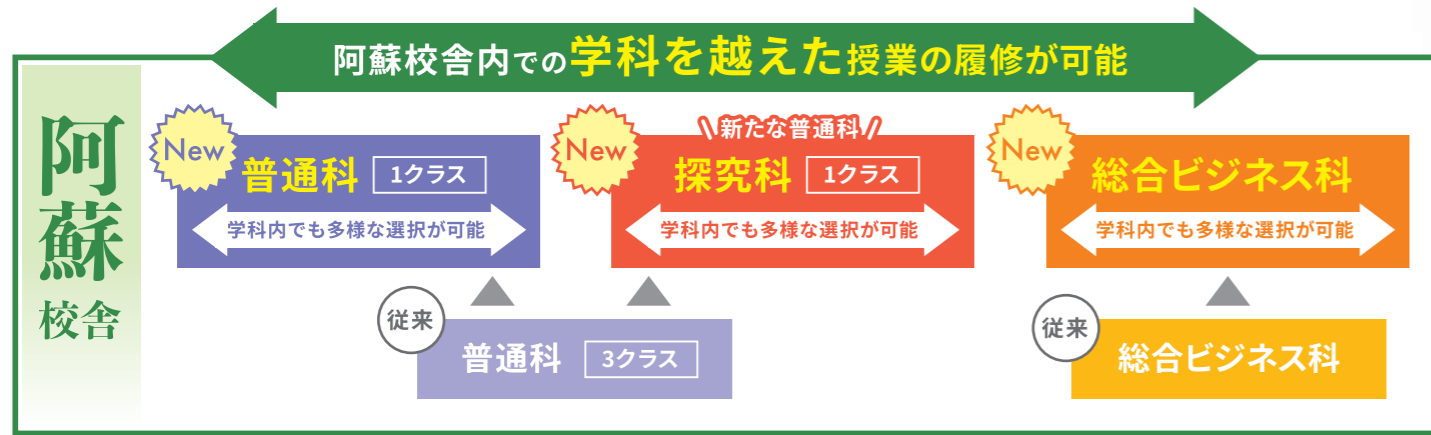 阿蘇校舎内での学科を越えた授業の履修が可能
阿蘇
校舎
New
普通科 1クラス
学科内でも多様な選択が可能
New
新たな普通科
探究科 1クラス
学科内でも多様な選択が可能
New
総合ビジネス科
学科内でも多様な選択が可能
従来
普通科 3クラス
従来
総合ビジネス科